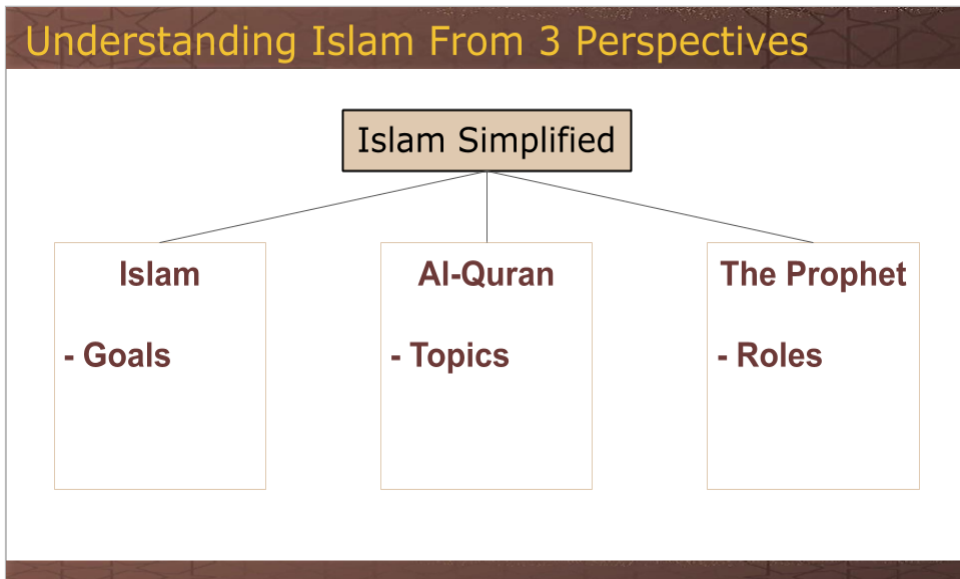 Understanding Islam From 3 Perspectives
Islam Simplified
Islam
- Goals
Al-Quran
- Topics
The Prophet
- Roles